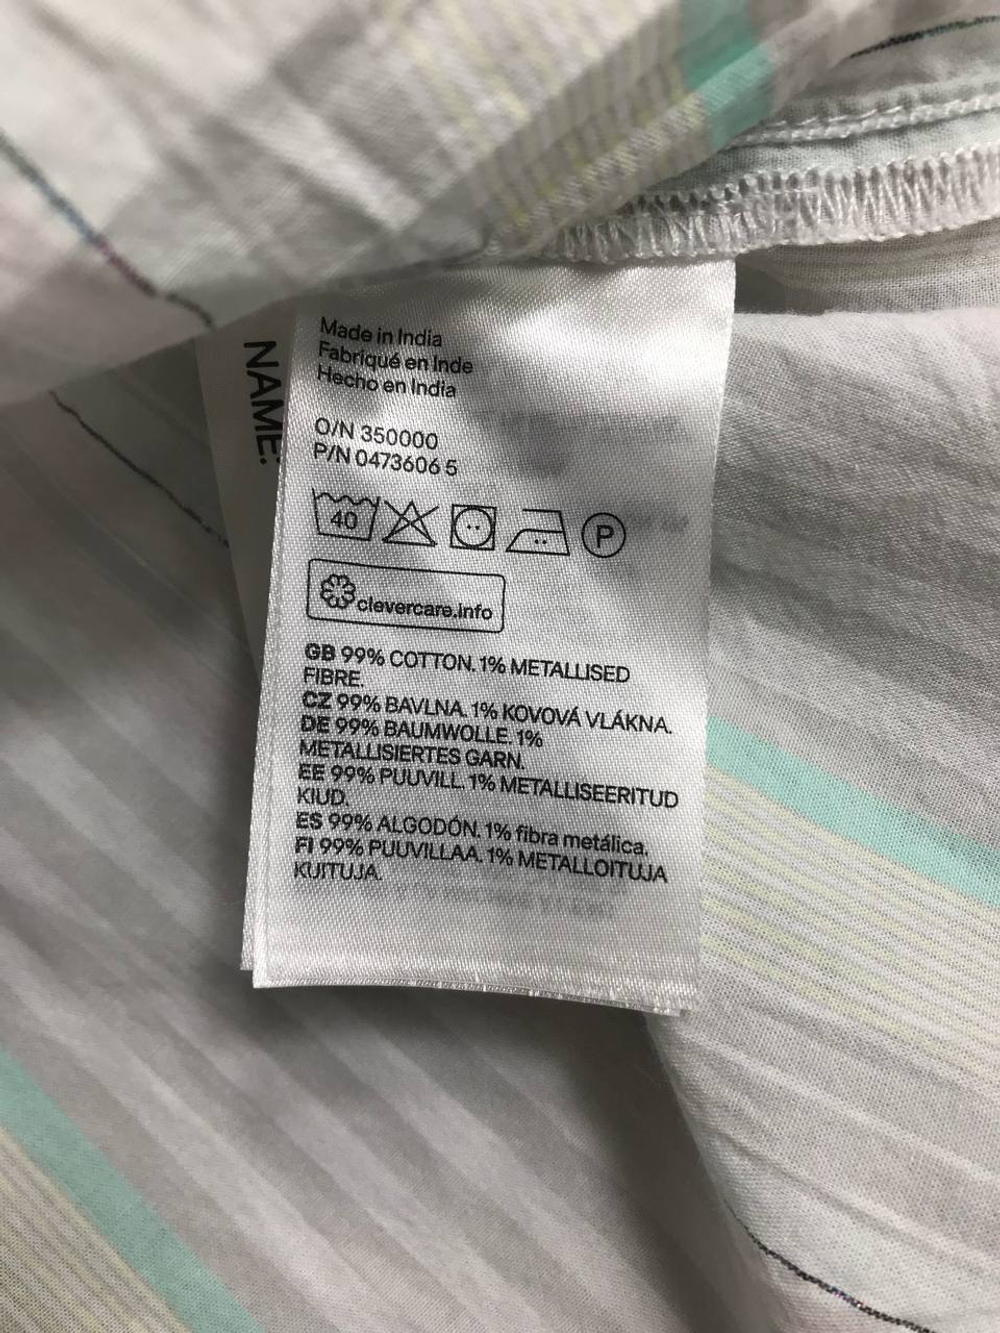 NAME:
Made in India
Fabriqué en Inde
Hecho en India
O/N 350000
P/N 0473606 5
40
P
clevercare.info
GB 99% COTTON. 1% METALLISED
FIBRE.
CZ 99% BAVLNA. 1% KOVOVÁ VLÁKNA.
DE 99% BAUMWOLLE. 1%
METALLISIERTES GARN.
EE 99% PUUVILL. 1% METALLISEERITUD
KIUD.
ES 99% ALGODÓN. 1% fibra metálica.
FI 99% PUUVILLAA. 1% METALLOITUJA
KUITUJA.